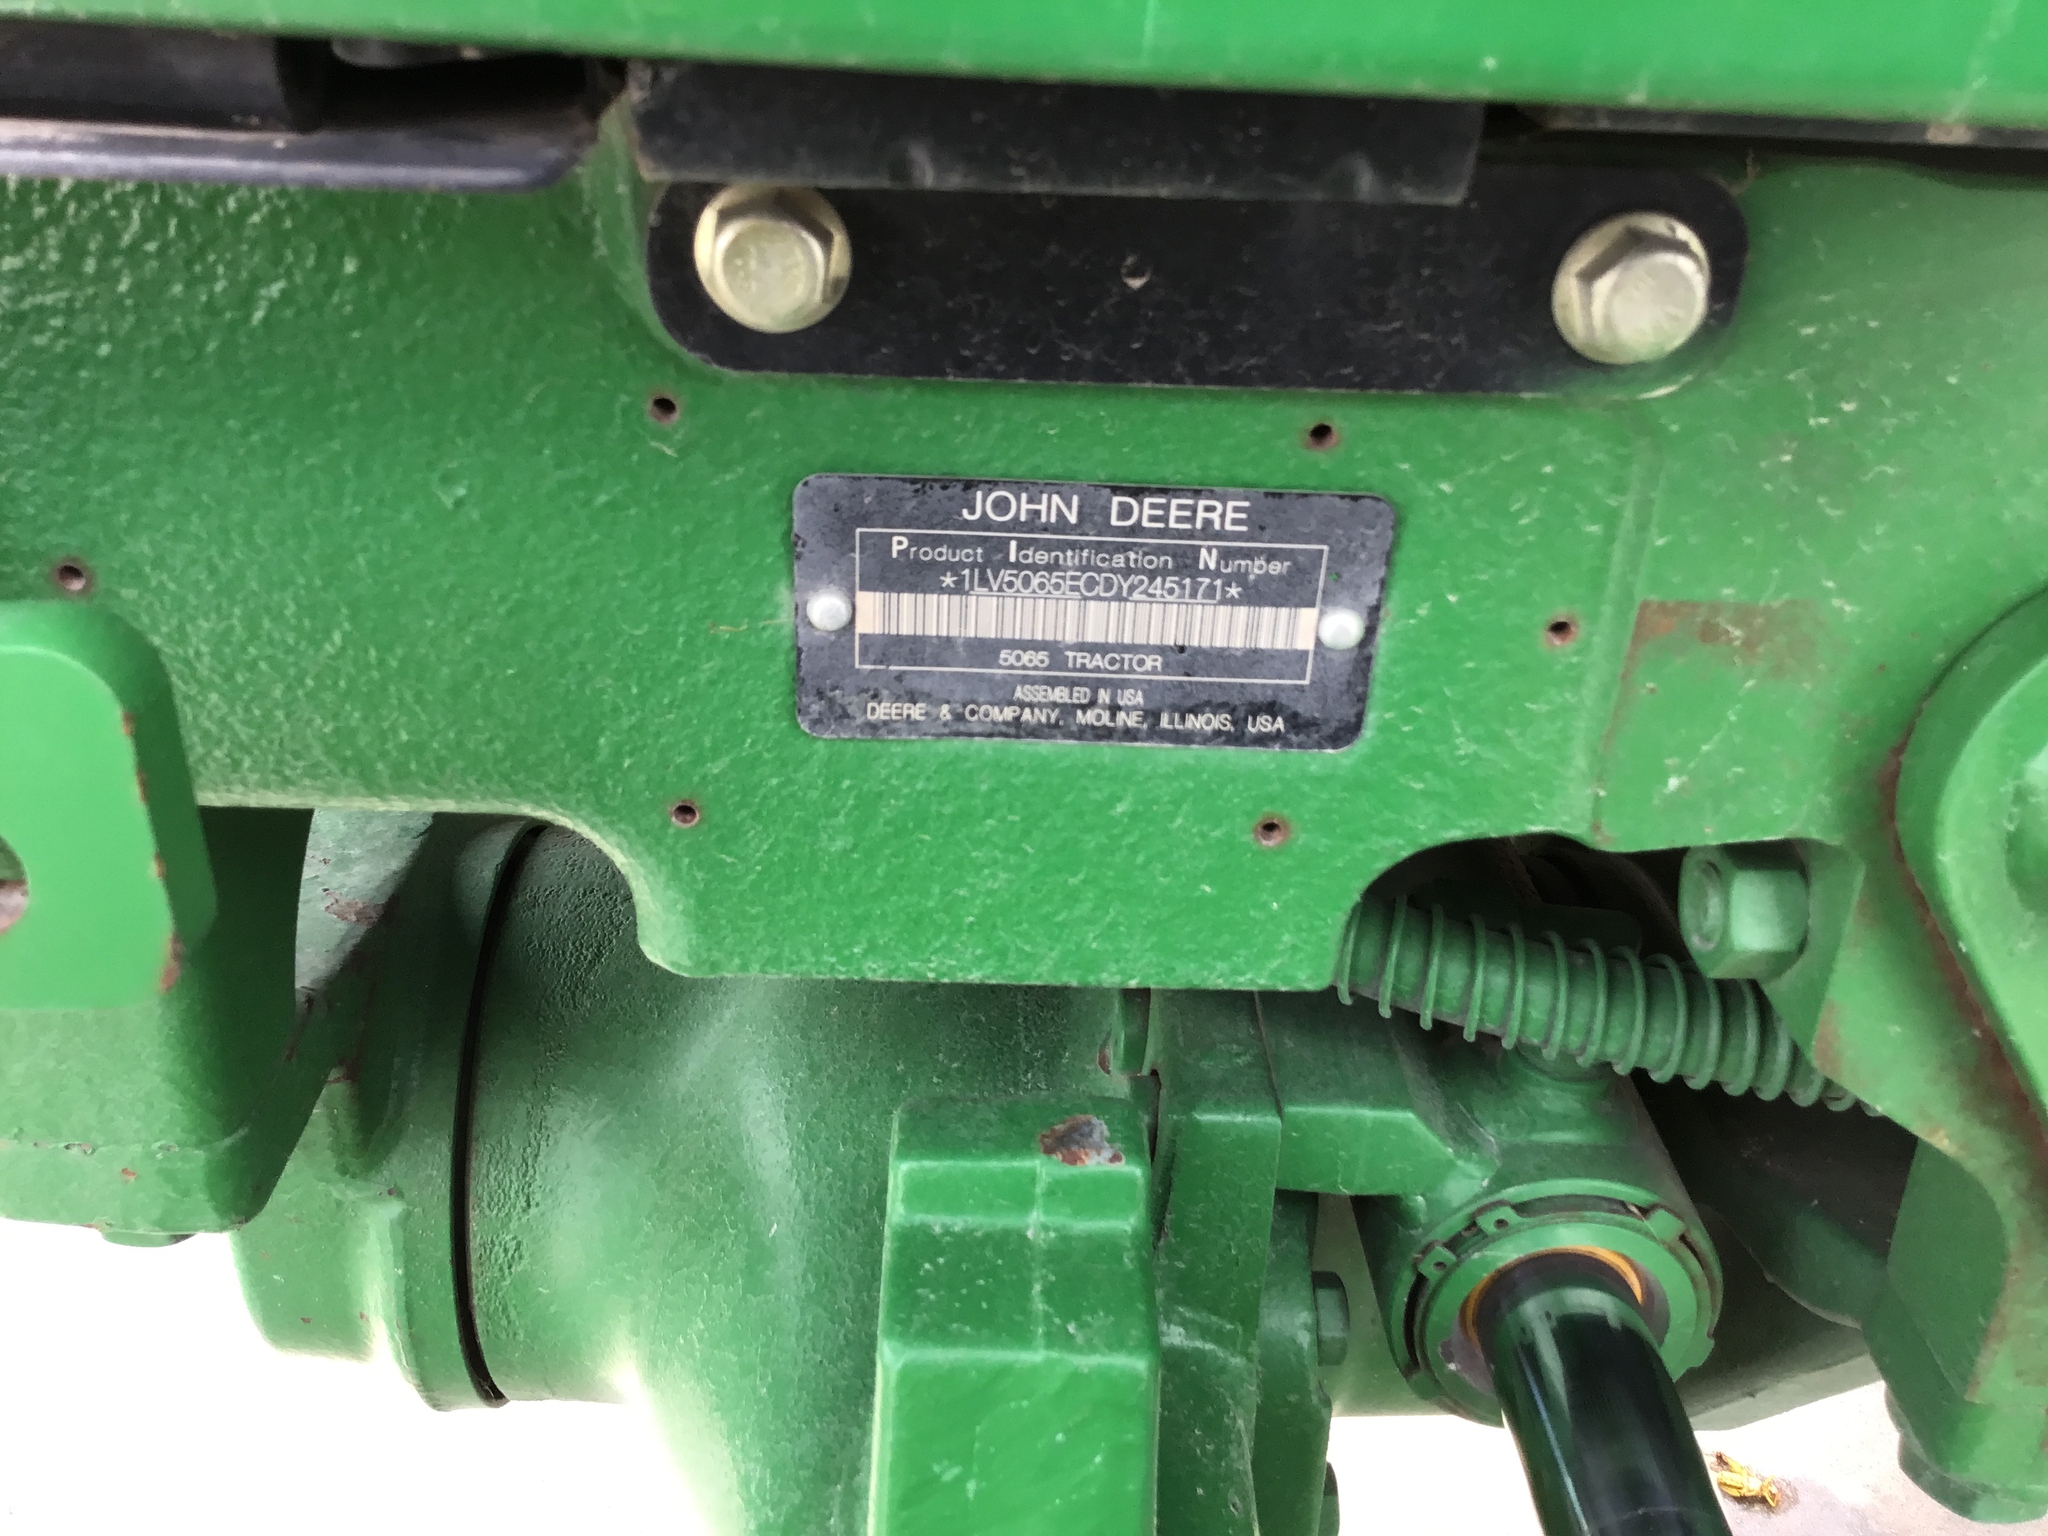 JOHN DEERE
Product Identification Number
*1LV5065ECDY245171*
5065 TRACTOR
ASSEMBLED IN USA
DEERE & COMPANY, MOLINE, ILLINOIS, USA